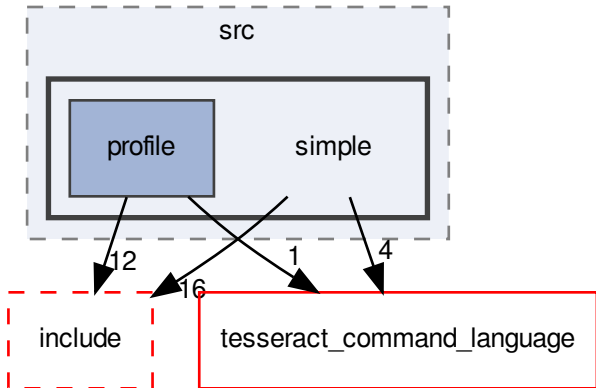 src
profile
simple
12
1
4
16
include
tesseract_command_language